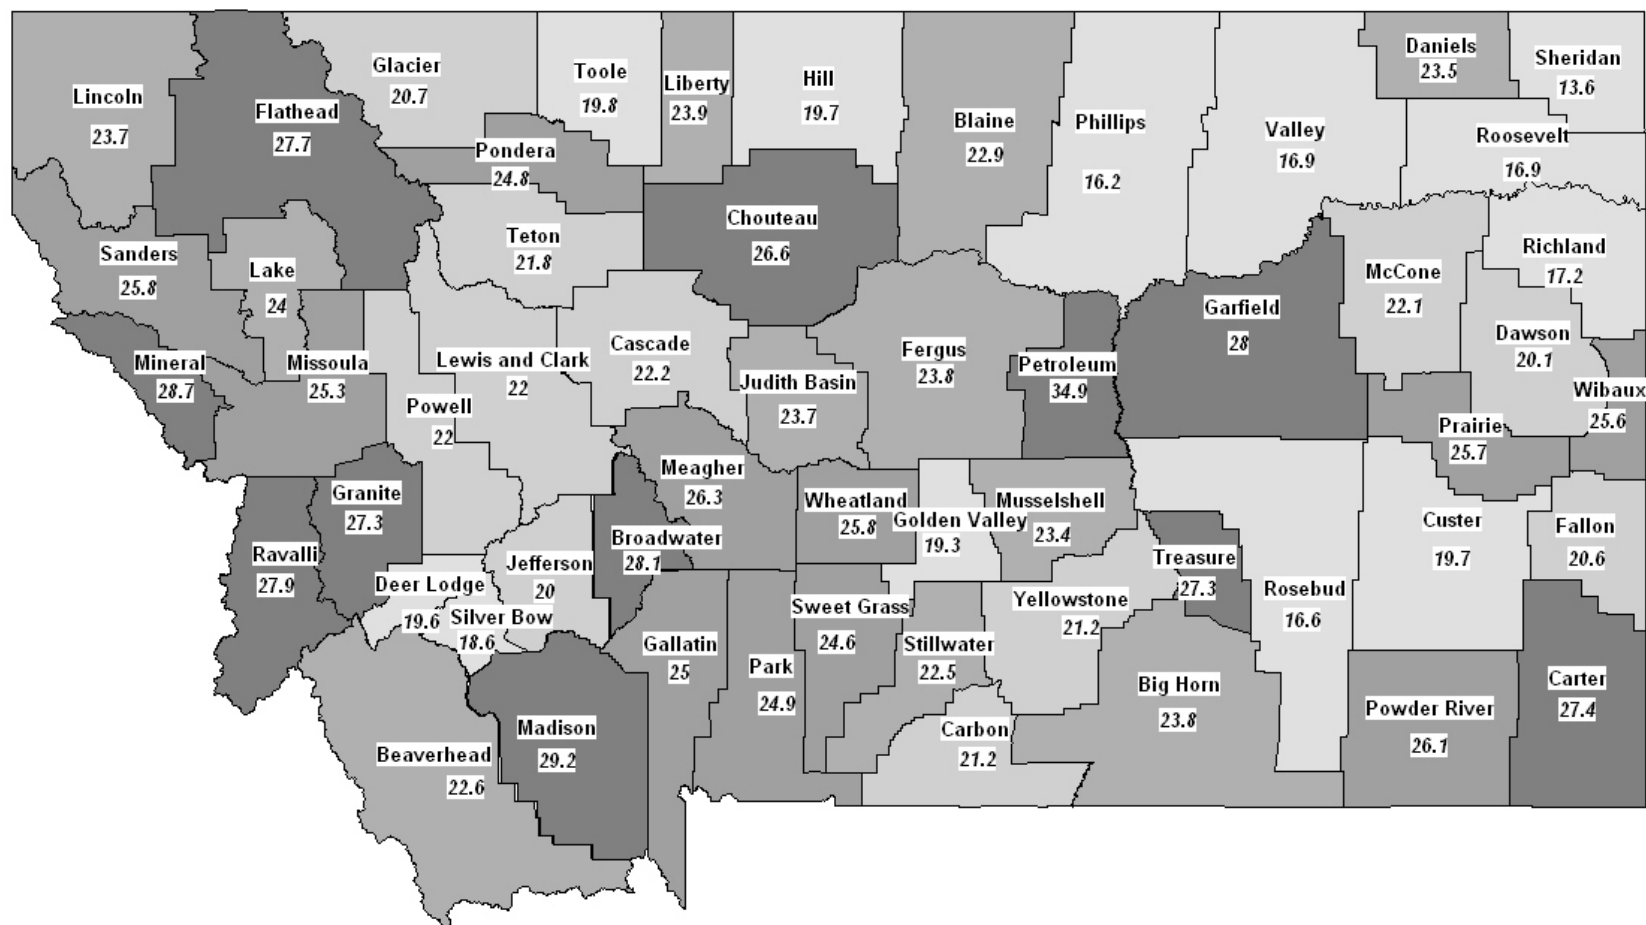 Lincoln
23.7
Flathead
27.7
Glacier
20.7
Toole
19.8
Liberty
23.9
Hill
19.7
Blaine
22.9
Phillips
16.2
Valley
16.9
Daniels
23.5
Sheridan
13.6
Roosevelt
16.9
Pondera
24.8
Teton
21.8
Chouteau
26.6
Sanders
25.8
Lake
24
McCone
22.1
Richland
17.2
Garfield
28
Dawson
20.1
Mineral
28.7
Missoula
25.3
Lewis and Clark
22
Cascade
22.2
Judith Basin
23.7
Fergus
23.8
Petroleum
34.9
Wibaux
25.6
Powell
22
Prairie
25.7
Meagher
26.3
Granite
27.3
Wheatland
25.8
Golden Valley
19.3
Musselshell
23.4
Custer
19.7
Fallon
20.6
Ravalli
27.9
Broadwater
28.1
Jefferson
20
Treasure
27.3
Rosebud
16.6
Deer Lodge
19.6
Silver Bow
18.6
Sweet Grass
24.6
Yellowstone
21.2
Gallatin
25
Park
24.9
Stillwater
22.5
Big Horn
23.8
Carter
27.4
Powder River
26.1
Madison
29.2
Carbon
21.2
Beaverhead
22.6